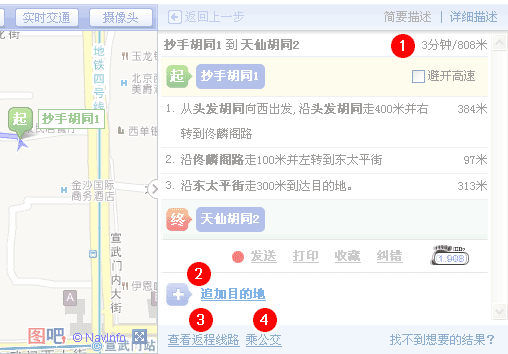 实时交通 摄像头
返回上一步 简要描述 | 详细描述
抄手胡同1 到 天仙胡同2 1 3分钟/808米
起 抄手胡同1 避开高速
1. 从头发胡同向西出发,沿头发胡同走400米并右 384米
转到佟麟阁路
2. 沿佟麟阁路走100米并左转到东太平街 97米
3. 沿东太平街走300米到达目的地。 313米
终 天仙胡同2
发送 打印 收藏 纠错 1.908
2
追加目的地
3 4
查看返程线路 乘公交 找不到想要的结果?
地铁四号线
玉龙
北京
美爵
起 抄手胡同1
西单
金沙国际
商务酒店
宣武门内大街
A
伊恩
A
图吧 © NavInfo
宣武门站